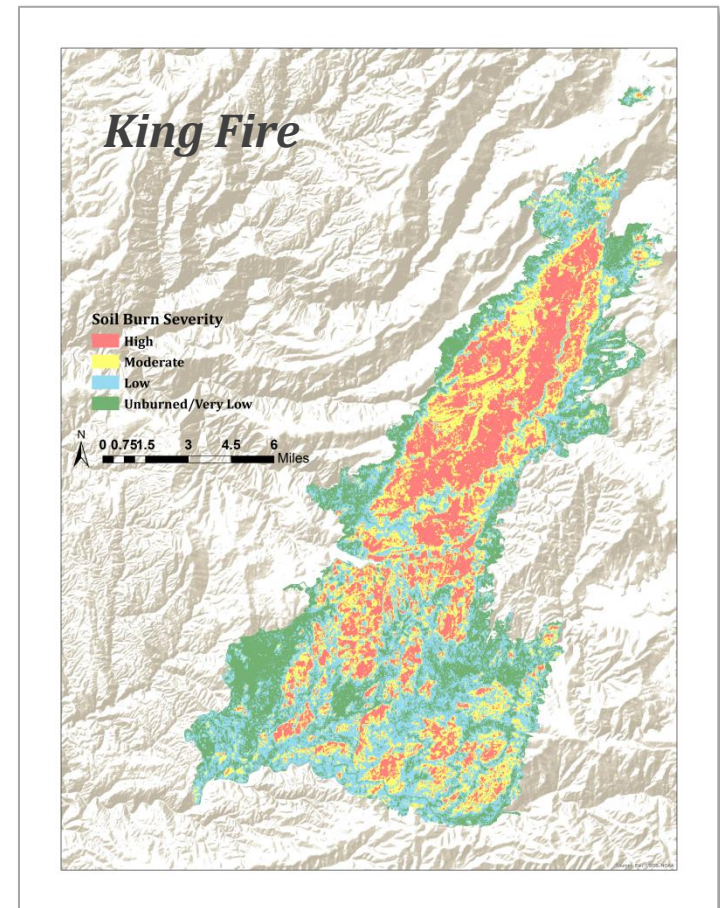 King Fire
Soil Burn Severity
High
Moderate
Low
Unburned/Very Low
N
0 0.751.5 3 4.5 6
Miles